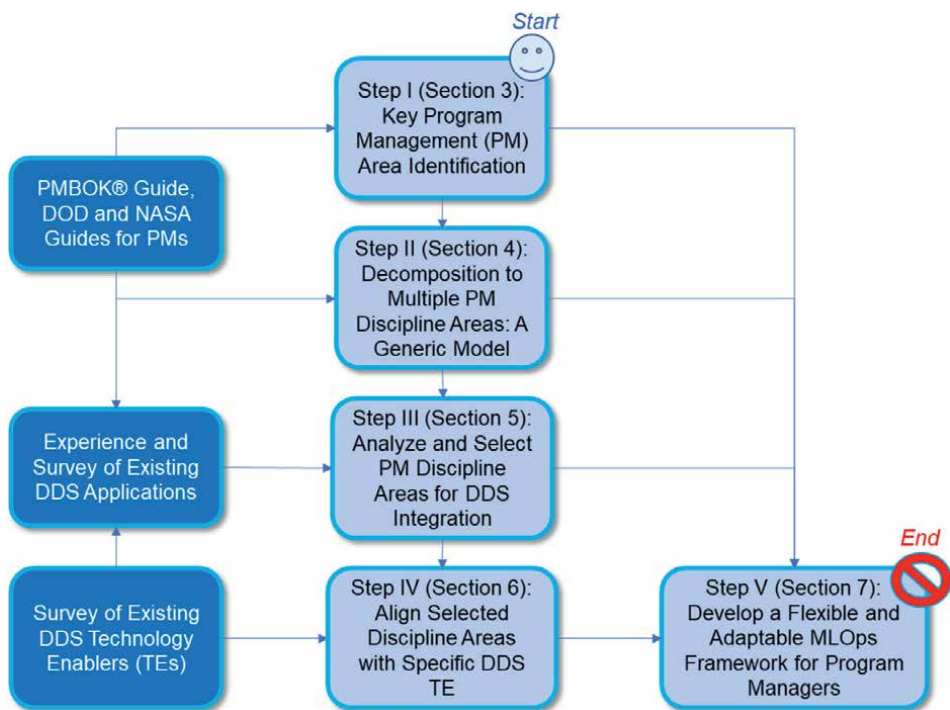 Start
Step I (Section 3):
Key Program
Management (PM)
Area Identification
PMBOK® Guide,
DOD and NASA
Guides for PMs
Step II (Section 4):
Decomposition to
Multiple PM
Discipline Areas: A
Generic Model
Experience and
Survey of Existing
DDS Applications
Step III (Section 5):
Analyze and Select
PM Discipline
Areas for DDS
Integration
Survey of Existing
DDS Technology
Enablers (TEs)
Step IV (Section 6):
Align Selected
Discipline Areas
with Specific DDS
TE
End
Step V (Section 7):
Develop a Flexible and
Adaptable MLOps
Framework for Program
Managers